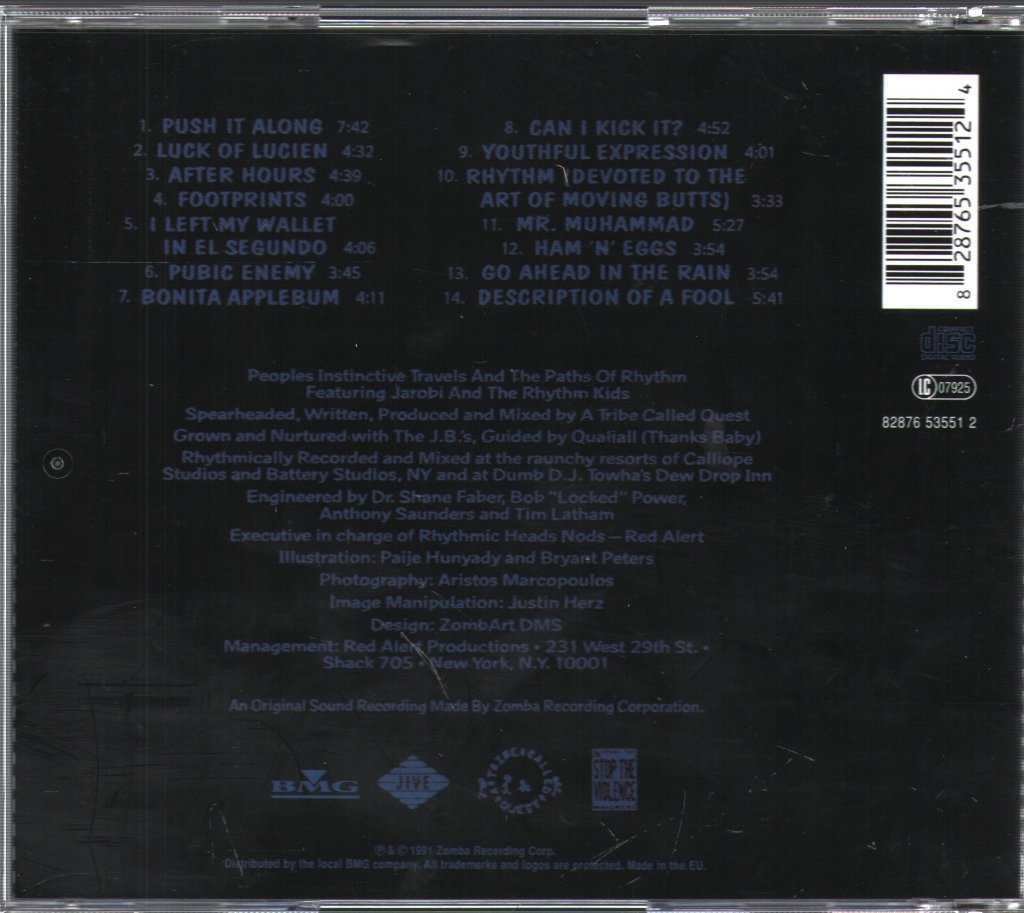 1. PUSH IT ALONG 7:42
2. LUCK OF LUCIEN 4:32
3. AFTER HOURS 4:39
4. FOOTPRINTS 4:00
5. I LEFT MY WALLET
IN EL SEGUNDO 4:06
6. PUBIC ENEMY 3:45
7. BONITA APPLEBUM 4:11
8. CAN I KICK IT? 4:52
9. YOUTHFUL EXPRESSION 4:01
10. RHYTHM (DEVOTED TO THE
ART OF MOVING BUTTS) 3:33
11. MR. MUHAMMAD 5:27
12. HAM 'N' EGGS 3:54
13. GO AHEAD IN THE RAIN 3:54
14. DESCRIPTION OF A FOOL 5:41
8 28765 35512 4
COMPACT
disc
DIGITAL AUDIO
LC 07925
82876 53551 2
Peoples Instinctive Travels And The Paths Of Rhythm
Featuring Jarobi And The Rhythm Kids
Spearheaded, Written, Produced and Mixed by A Tribe Called Quest
Grown and Nurtured with The J.B.'s, Guided by Qualiall (Thanks Baby)
Rhythmically Recorded and Mixed at the raunchy resorts of Calliope
Studios and Battery Studios, NY and at Dumb D.J. Towha's Dew Drop Inn
Engineered by Dr. Shane Faber, Bob "Locked" Power,
Anthony Saunders and Tim Latham
Executive in charge of Rhythmic Heads Nods — Red Alert
Illustration: Paije Hunyady and Bryant Peters
Photography: Aristos Marcopoulos
Image Manipulation: Justin Herz
Design: ZombArt DMS
Management: Red Alert Productions • 231 West 29th St. •
Shack 705 • New York, N.Y. 10001
An Original Sound Recording Made By Zomba Recording Corporation.
BMG
JIVE
A TRIBE CALLED QUEST
STOP THE
VIOLENCE
℗ & © 1991 Zomba Recording Corp.
Distributed by the local BMG company. All trademarks and logos are protected. Made in the EU.